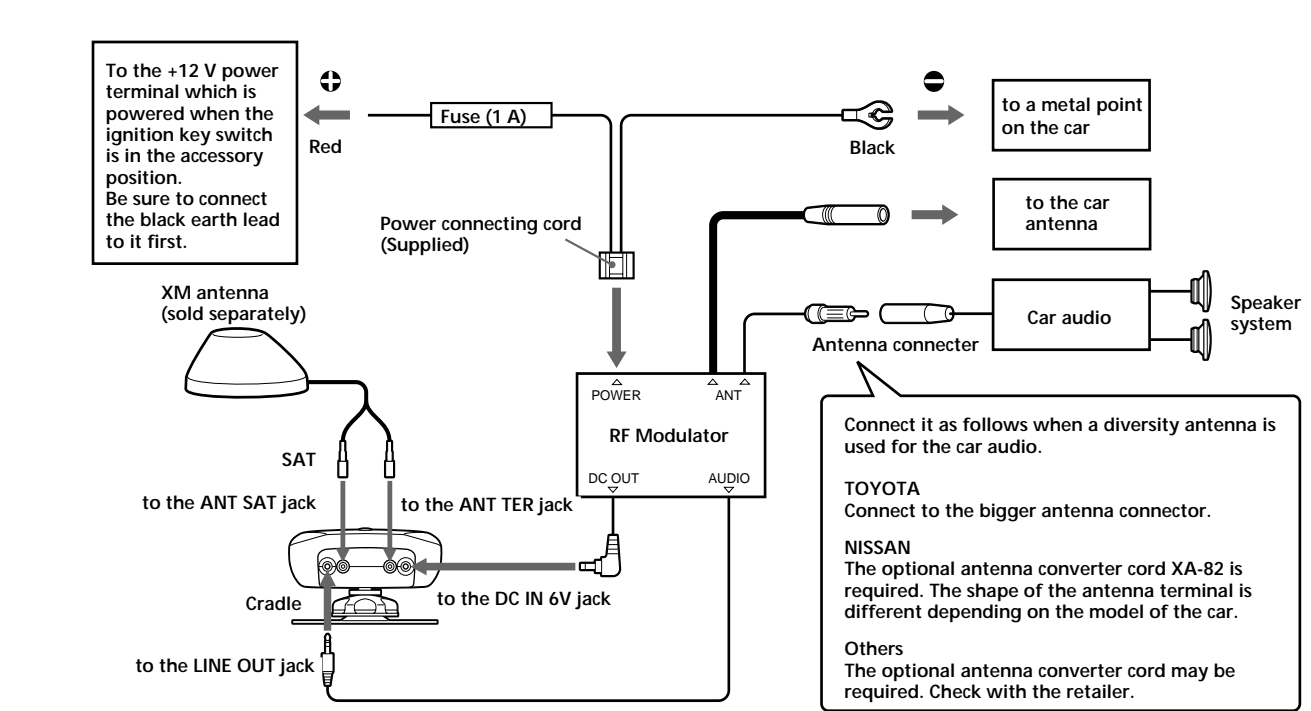 To the +12 V power
terminal which is
powered when the
ignition key switch
is in the accessory
position.
Be sure to connect
the black earth lead
to it first.
Red
Fuse (1 A)
Black
to a metal point
on the car
Power connecting cord
(Supplied)
to the car
antenna
XM antenna
(sold separately)
Car audio
Speaker
system
Antenna connecter
POWER
ANT
RF Modulator
DC OUT
AUDIO
SAT
to the ANT SAT jack
to the ANT TER jack
Cradle
to the DC IN 6V jack
to the LINE OUT jack
Connect it as follows when a diversity antenna is
used for the car audio.
TOYOTA
Connect to the bigger antenna connector.
NISSAN
The optional antenna converter cord XA-82 is
required. The shape of the antenna terminal is
different depending on the model of the car.
Others
The optional antenna converter cord may be
required. Check with the retailer.